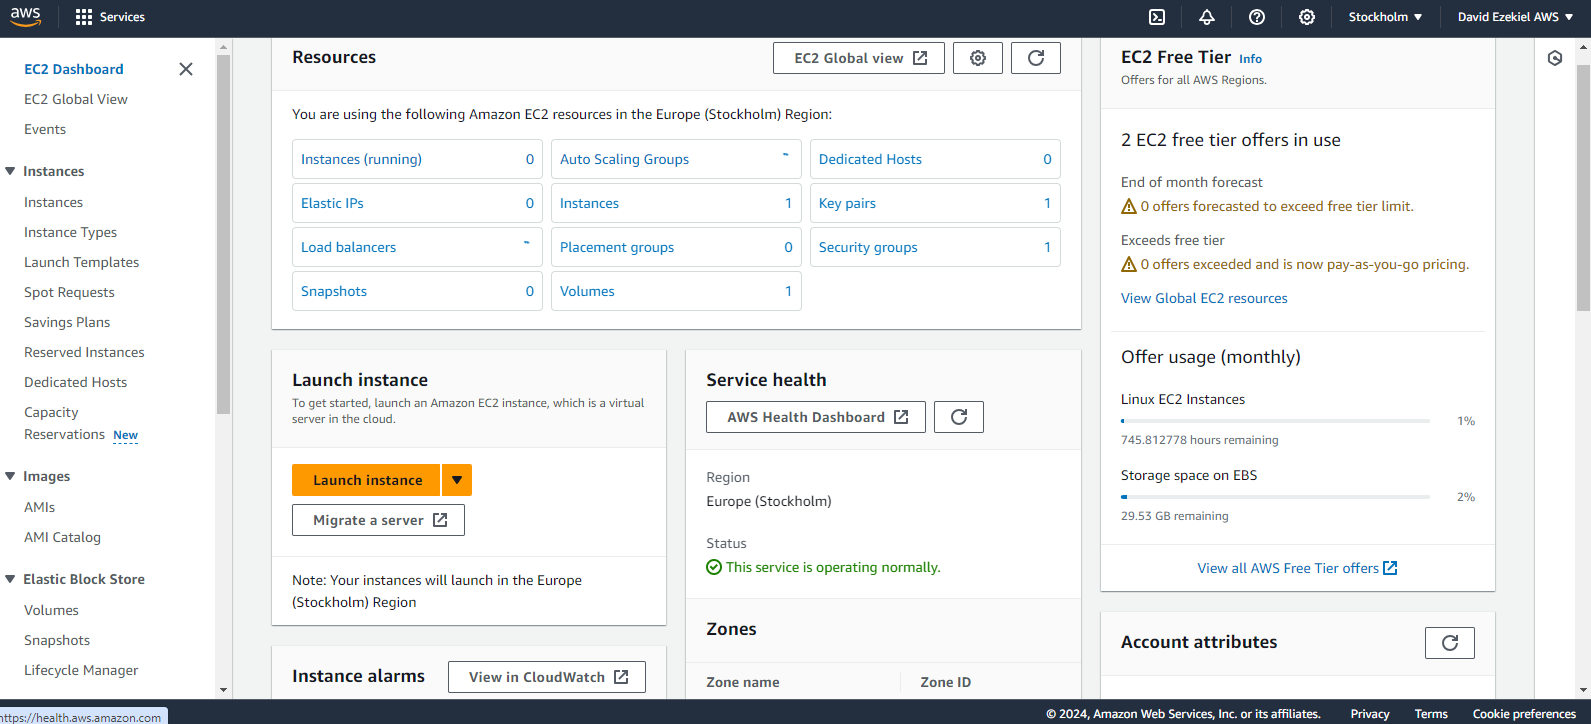 aws
Services
Stockholm
David Ezekiel AWS
EC2 Dashboard
EC2 Global View
Events
Instances
Instances
Instance Types
Launch Templates
Spot Requests
Savings Plans
Reserved Instances
Dedicated Hosts
Capacity
Reservations New
Images
AMIs
AMI Catalog
Elastic Block Store
Volumes
Snapshots
Lifecycle Manager
https://health.aws.amazon.com
Resources
EC2 Global view
You are using the following Amazon EC2 resources in the Europe (Stockholm) Region:
Instances (running) 0
Auto Scaling Groups
Dedicated Hosts 0
Elastic IPs 0
Instances 1
Key pairs 1
Load balancers
Placement groups 0
Security groups 1
Snapshots 0
Volumes 1
Launch instance
To get started, launch an Amazon EC2 instance, which is a virtual
server in the cloud.
Launch instance
Migrate a server
Note: Your instances will launch in the Europe
(Stockholm) Region
Instance alarms
View in CloudWatch
Service health
AWS Health Dashboard
Region
Europe (Stockholm)
Status
This service is operating normally.
Zones
Zone name Zone ID
EC2 Free Tier Info
Offers for all AWS Regions.
2 EC2 free tier offers in use
End of month forecast
0 offers forecasted to exceed free tier limit.
Exceeds free tier
0 offers exceeded and is now pay-as-you-go pricing.
View Global EC2 resources
Offer usage (monthly)
Linux EC2 Instances
1%
745.812778 hours remaining
Storage space on EBS
2%
29.53 GB remaining
View all AWS Free Tier offers
Account attributes
© 2024, Amazon Web Services, Inc. or its affiliates.
Privacy
Terms
Cookie preferences